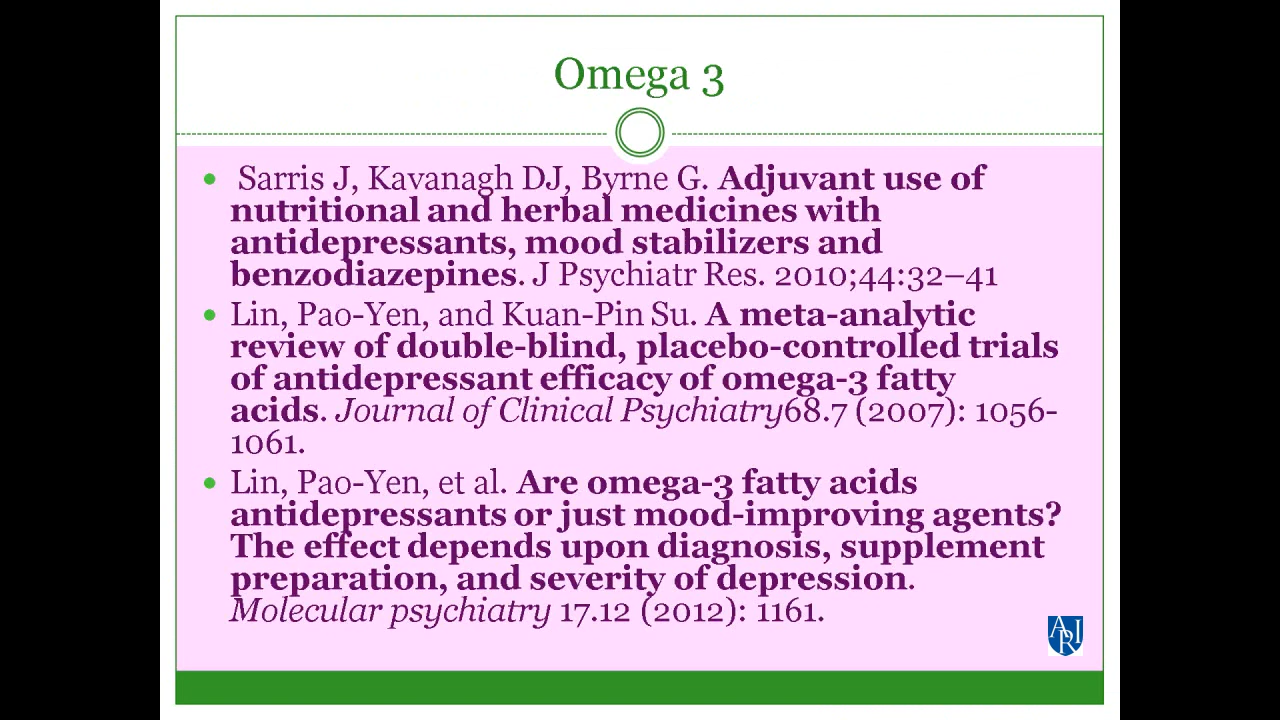 Omega 3
• Sarris J, Kavanagh DJ, Byrne G. Adjuvant use of
nutritional and herbal medicines with
antidepressants, mood stabilizers and
benzodiazepines. J Psychiatr Res. 2010;44:32–41
• Lin, Pao-Yen, and Kuan-Pin Su. A meta-analytic
review of double-blind, placebo-controlled trials
of antidepressant efficacy of omega-3 fatty
acids. Journal of Clinical Psychiatry68.7 (2007): 1056-
1061.
• Lin, Pao-Yen, et al. Are omega-3 fatty acids
antidepressants or just mood-improving agents?
The effect depends upon diagnosis, supplement
preparation, and severity of depression.
Molecular psychiatry 17.12 (2012): 1161.
ARI